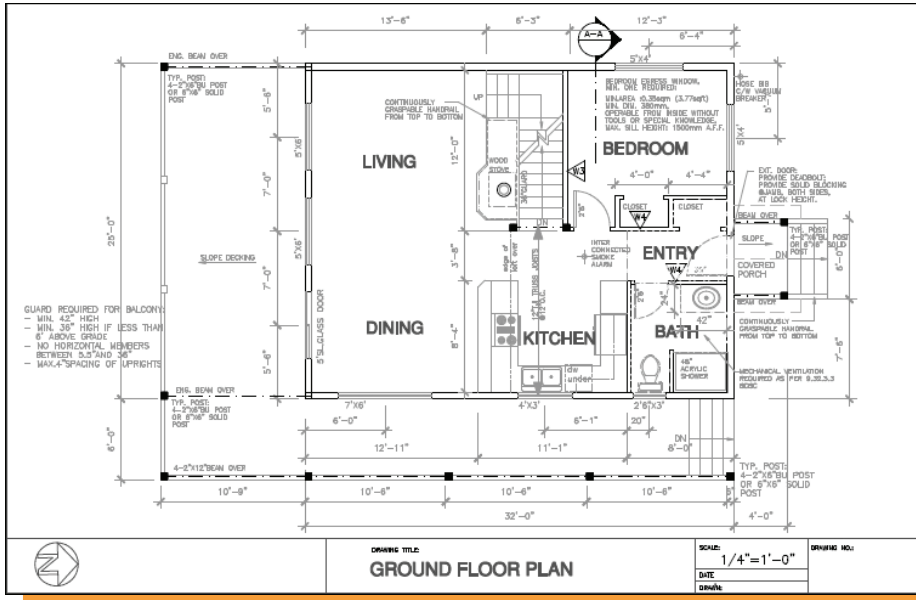 13'-6"
6'-3"
12'-3"
A-A
6'-4"
ENG. BEAM OVER
5'X4'
TYP. POST:
4-2"X6"BU POST
OR 6"X6" SOLID
POST
BEDROOM EGRESS WINDOW,
MIN. ONE REQUIRED:
MIN.AREA :0.35sqm (3.77sqft)
MIN. DIM. 380mm,
OPERABLE FROM INSIDE WITHOUT
TOOLS OR SPECIAL KNOWLEDGE,
MAX. SILL HEIGHT: 1500mm A.F.F.
HOSE BIB
C/W VACUUM
BREAKER
5'-6"
UP
CONTINUOUSLY
GRASPABLE HANDRAIL
FROM TOP TO BOTTOM
12'-0"
5'X4'
5'X6'
LIVING
BEDROOM
WOOD
STOVE
36"GUARD
W3
EXT. DOOR:
PROVIDE DEADBOLT;
PROVIDE SOLID BLOCKING
@JAMB, BOTH SIDES,
AT LOCK HEIGHT.
4'-0"
4'-4"
7'-0"
2'6"
CLOSET
CLOSET
W4
DN
BEAM OVER
25'-0"
TYP. POST:
4-2"X6"BU POST
OR 6"X6" SOLID
POST
SLOPE
5'X6'
SLOPE DECKING
3'-8"
edge of
loft over
INTER
CONNECTED
SMOKE
ALARM
ENTRY
W4
COVERED
PORCH
DN
6'-0"
7'-0"
2'6"
24"
BEAM OVER
GUARD REQUIRED FOR BALCONY:
- MIN. 42" HIGH
- MIN. 36" HIGH IF LESS THAN
6' ABOVE GRADE
- NO HORIZONTAL MEMBERS
BETWEEN 5.5"AND 36"
- MAX.4"SPACING OF UPRIGHTS
5'SL.GLASS DOOR
DINING
8'-4"
KITCHEN
BATH
42"
CONTINUOUSLY
GRASPABLE HANDRAIL
FROM TOP TO BOTTOM
7'-6"
5'-6"
dw
under
48"
ACRYLIC
SHOWER
MECHANICAL VENTILATION
REQUIRED AS PER 9.32.3.3
BCBC
ENG. BEAM OVER
TYP. POST:
4-2"X6"BU POST
OR 6"X6" SOLID
POST
7'X6'
4'X3'
2'6"X3'
6'-0"
6'-1"
20"
6'-0"
12'-11"
11'-1"
8'-0"
DN
4-2"X12"BEAM OVER
TYP. POST:
4-2"X6"BU POST
OR 6"X6" SOLID
POST
10'-9"
10'-6"
10'-6"
10'-6"
32'-0"
4'-0"
DRAWING TITLE:
GROUND FLOOR PLAN
SCALE:
1/4"=1'-0"
DATE
DRAWN:
DRAWING NO.: